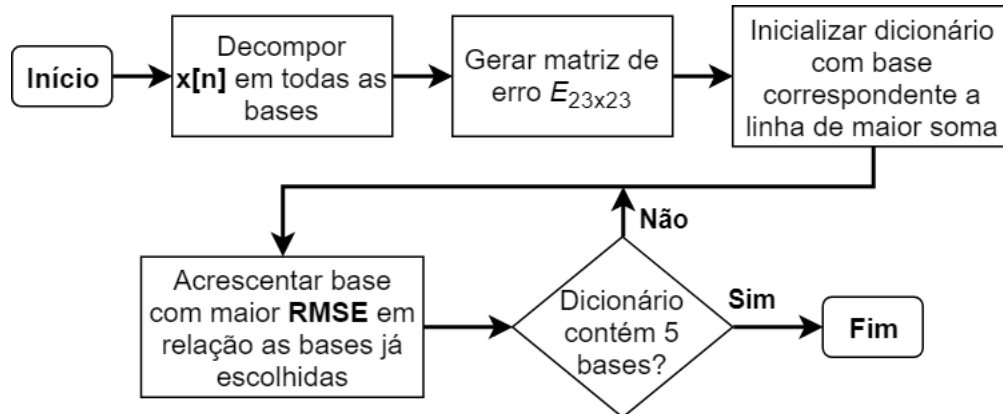 Início
Decompor
x[n] em todas as
bases
Gerar matriz de
erro E23x23
Inicializar dicionário
com base
correspondente a
linha de maior soma
Acrescentar base
com maior RMSE em
relação as bases já
escolhidas
Dicionário
contém 5
bases?
Não
Sim
Fim